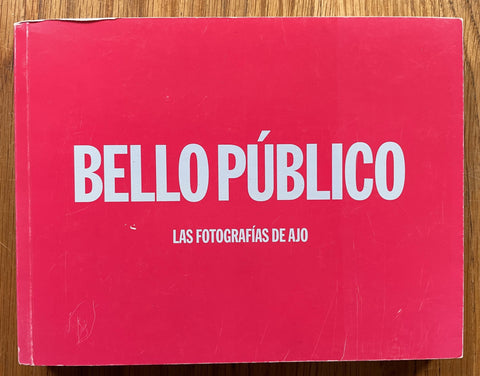 BELLO PÚBLICO
LAS FOTOGRAFÍAS DE AJO